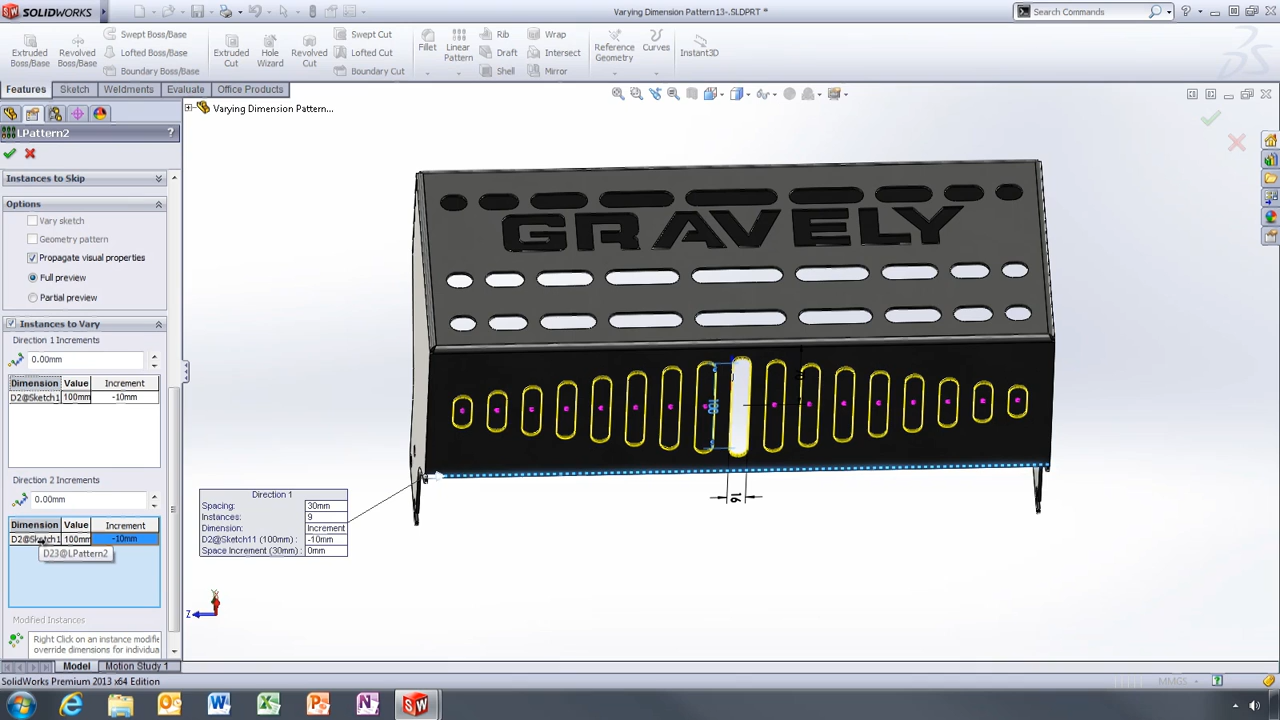 SOLIDWORKS
Varying Dimension Pattern13-.SLDPRT *
Search Commands
Extruded Boss/Base
Revolved Boss/Base
Swept Boss/Base
Lofted Boss/Base
Boundary Boss/Base
Extruded Cut
Hole Wizard
Revolved Cut
Swept Cut
Lofted Cut
Boundary Cut
Fillet
Linear Pattern
Rib
Draft
Shell
Wrap
Intersect
Mirror
Reference Geometry
Curves
Instant3D
Features
Sketch
Weldments
Evaluate
Office Products
Varying Dimension Pattern...
LPattern2
?
Instances to Skip
Options
Vary sketch
Geometry pattern
Propagate visual properties
Full preview
Partial preview
Instances to Vary
Direction 1 Increments
0.00mm
Dimension Value Increment
D2@Sketch1 100mm -10mm
Direction 2 Increments
0.00mm
Dimension Value Increment
D2@Sketch1 100mm -10mm
D23@LPattern2
Modified Instances
Right Click on an instance modifie
override dimensions for individual
GRAVELY
100
16
Direction 1
Spacing: 30mm
Instances: 9
Dimension: Increment
D2@Sketch11 (100mm): -10mm
Space Increment (30mm): 0mm
Z
Model
Motion Study 1
SolidWorks Premium 2013 x64 Edition
MMGS